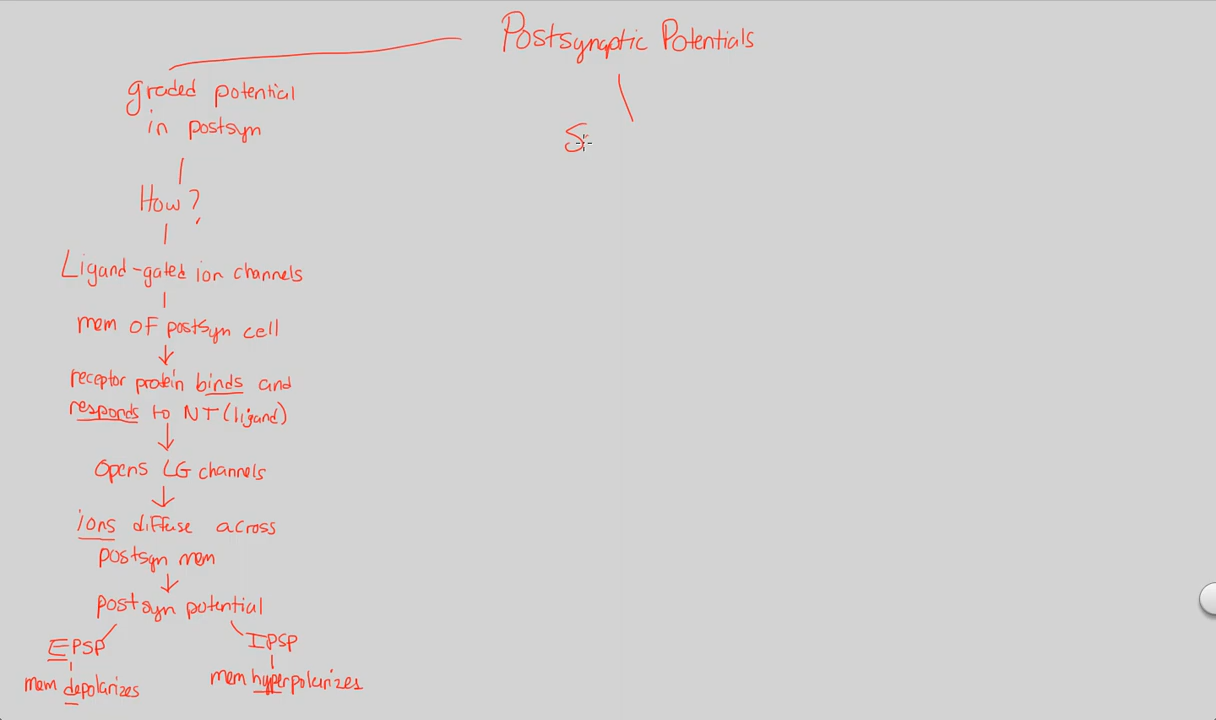 Postsynaptic Potentials
graded potential
in postsyn
How?
Ligand-gated ion channels
mem of postsyn cell
receptor protein binds and
responds to NT (ligand)
opens LG channels
ions diffuse across
postsyn mem
postsyn potential
EPSP
mem depolarizes
IPSP
mem hyperpolarizes
S